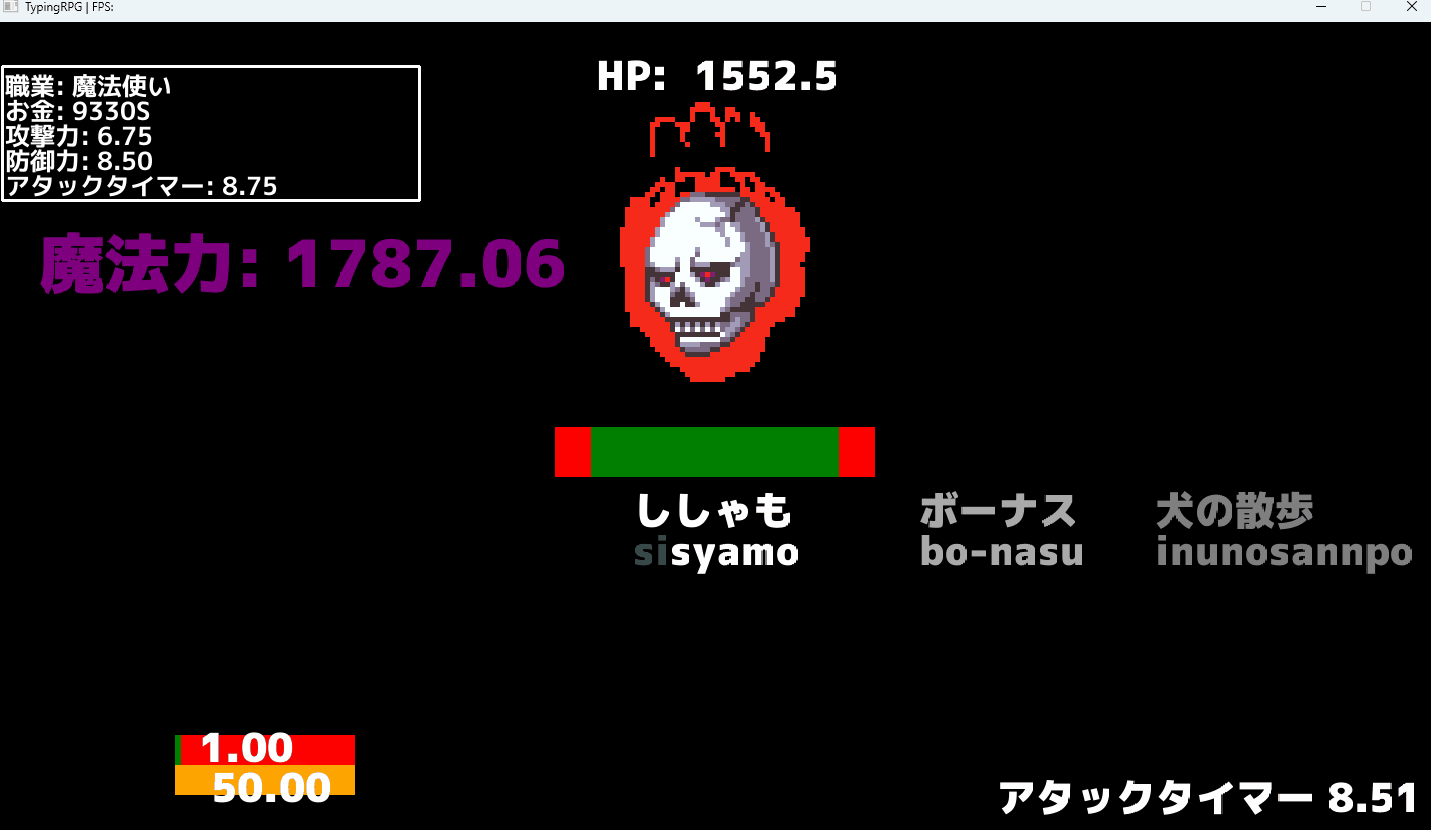 TypingRPG | FPS:
HP: 1552.5
職業: 魔法使い
お金: 9330S
攻撃力: 6.75
防御力: 8.50
アタックタイマー: 8.75
魔法力: 1787.06
ししゃも
sisyamo
ボーナス
bo-nasu
犬の散歩
inunosannpo
1.00
50.00
アタックタイマー 8.51